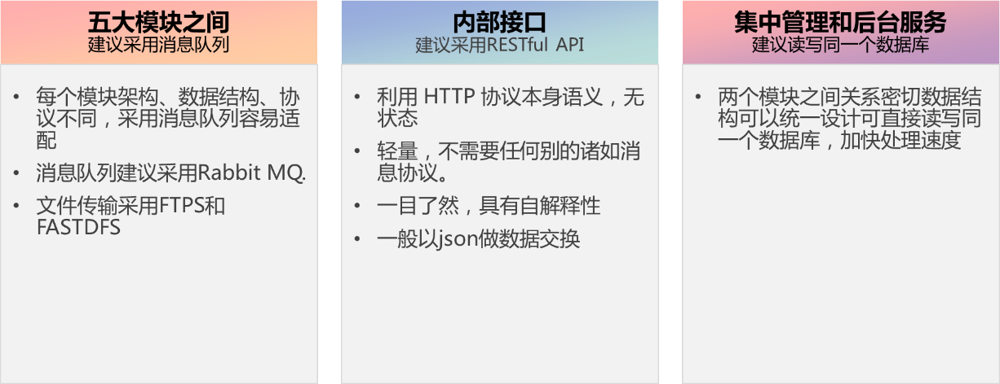 五大模块之间
建议采用消息队列
• 每个模块架构、数据结构、协
议不同，采用消息队列容易适
配
• 消息队列建议采用Rabbit MQ.
• 文件传输采用FTPS和
FASTDFS
内部接口
建议采用RESTful API
• 利用 HTTP 协议本身语义，无
状态
• 轻量，不需要任何别的诸如消
息协议。
• 一目了然，具有自解释性
• 一般以json做数据交换
集中管理和后台服务
建议读写同一个数据库
• 两个模块之间关系密切数据结
构可以统一设计可直接读写同
一个数据库，加快处理速度